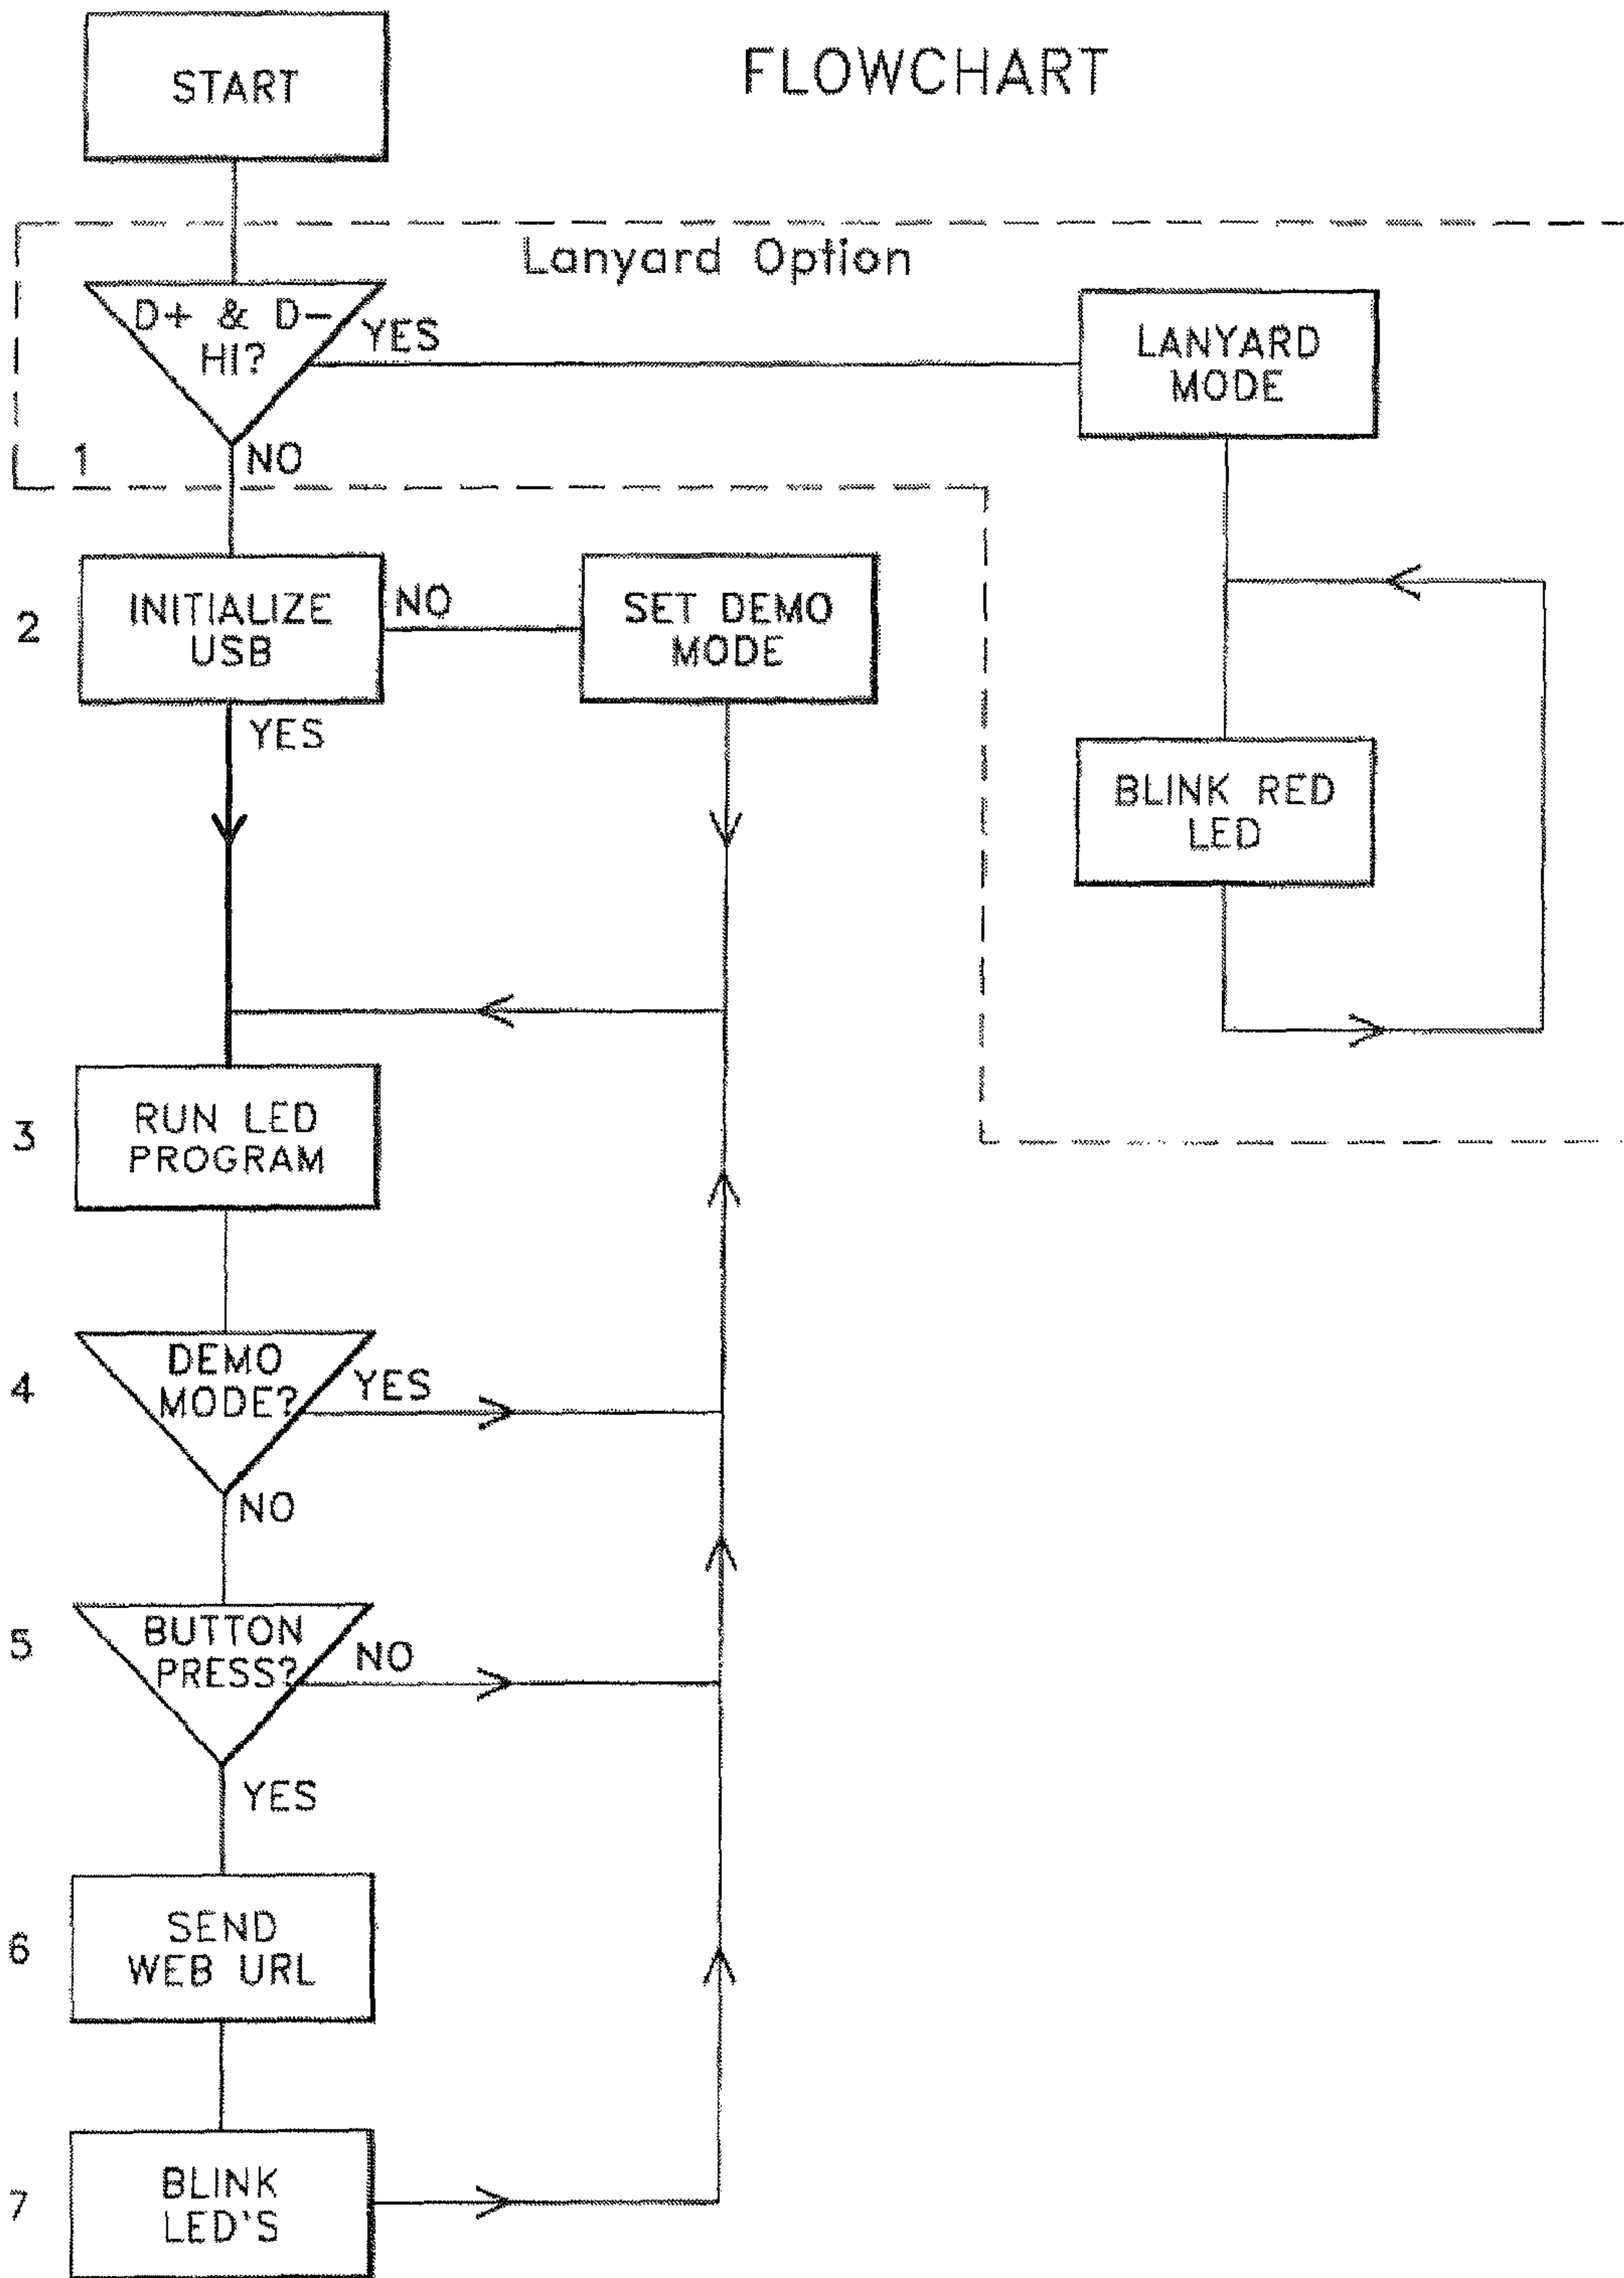 START
FLOWCHART
Lanyard Option
D+ & D-
HI?
YES
LANYARD
MODE
1
NO
2
INITIALIZE
USB
NO
SET DEMO
MODE
YES
BLINK RED
LED
3
RUN LED
PROGRAM
4
DEMO
MODE?
YES
NO
5
BUTTON
PRESS?
NO
YES
6
SEND
WEB URL
7
BLINK
LED'S